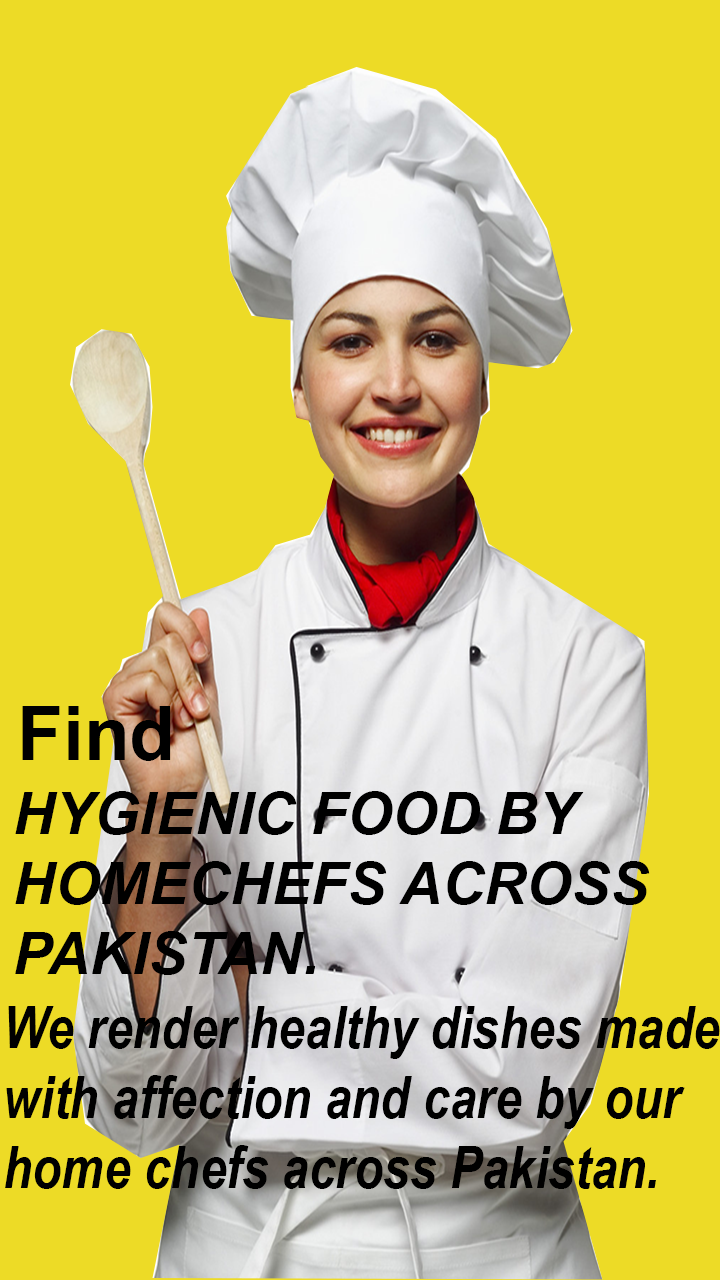 Find
HYGIENIC FOOD BY
HOMECHEFS ACROSS
PAKISTAN.
We render healthy dishes made
with affection and care by our
home chefs across Pakistan.